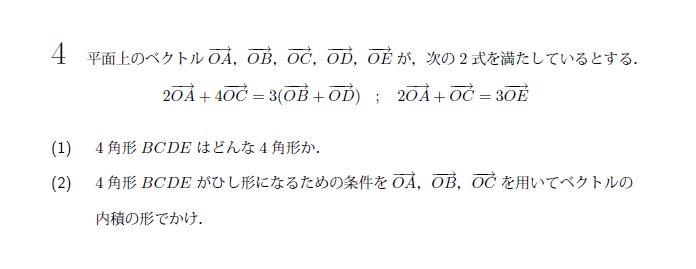 4 平面上のベクトル $\overrightarrow{OA}$, $\overrightarrow{OB}$, $\overrightarrow{OC}$, $\overrightarrow{OD}$, $\overrightarrow{OE}$ が,次の 2 式を満たしているとする.
$2\overrightarrow{OA} + 4\overrightarrow{OC} = 3(\overrightarrow{OB} + \overrightarrow{OD})$ ; $2\overrightarrow{OA} + \overrightarrow{OC} = 3\overrightarrow{OE}$
(1) 4 角形 $BCDE$ はどんな 4 角形か.
(2) 4 角形 $BCDE$ がひし形になるための条件を $\overrightarrow{OA}$, $\overrightarrow{OB}$, $\overrightarrow{OC}$ を用いてベクトルの
内積の形でかけ.